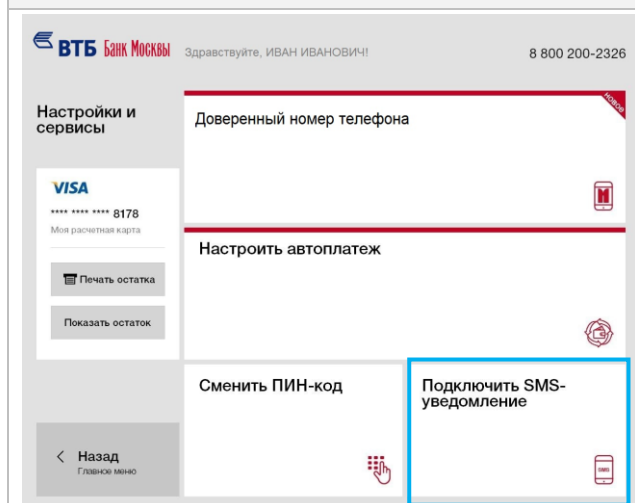 ВТБ Банк Москвы
Здравствуйте, ИВАН ИВАНОВИЧ!
8 800 200-2326
Настройки и
сервисы
VISA
**** **** **** 8178
Моя расчетная карта
Печать остатка
Показать остаток
Назад
Главное меню
Доверенный номер телефона
НОВОЕ
Настроить автоплатеж
Сменить ПИН-код
Подключить SMS-
уведомление
SMS